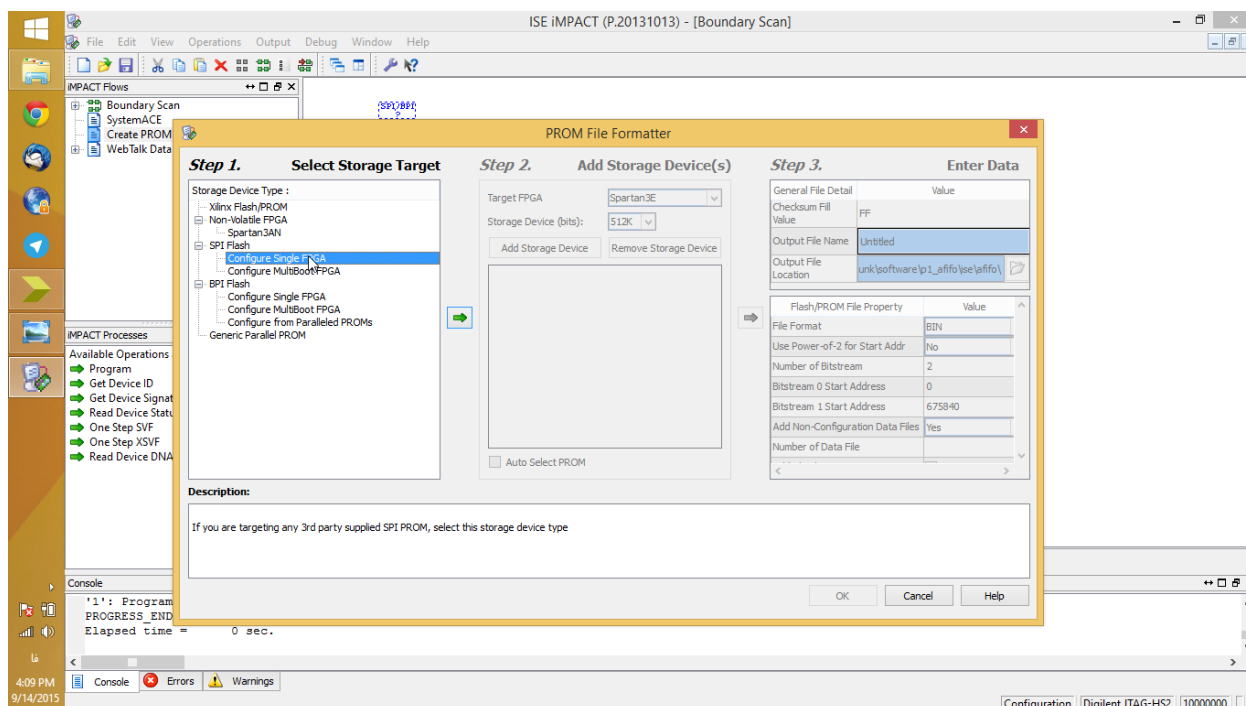 ISE iMPACT (P.20131013) - [Boundary Scan]
File Edit View Operations Output Debug Window Help
iMPACT Flows
Boundary Scan
SystemACE
Create PROM
WebTalk Data
SPI/BPI
?
PROM File Formatter
Step 1. Select Storage Target
Storage Device Type :
Xilinx Flash/PROM
Non-Volatile FPGA
Spartan3AN
SPI Flash
Configure Single FPGA
Configure MultiBoot FPGA
BPI Flash
Configure Single FPGA
Configure MultiBoot FPGA
Configure from Paralleled PROMs
Generic Parallel PROM
Step 2. Add Storage Device(s)
Target FPGA Spartan3E
Storage Device (bits): 512K
Add Storage Device Remove Storage Device
Auto Select PROM
Step 3. Enter Data
General File Detail Value
Checksum Fill Value FF
Output File Name Untitled
Output File Location unk\software\p1_afifo\ise\afifo\
Flash/PROM File Property Value
File Format BIN
Use Power-of-2 for Start Addr No
Number of Bitstream 2
Bitstream 0 Start Address 0
Bitstream 1 Start Address 675840
Add Non-Configuration Data Files Yes
Number of Data File
Description:
If you are targeting any 3rd party supplied SPI PROM, select this storage device type
OK Cancel Help
iMPACT Processes
Available Operations
Program
Get Device ID
Get Device Signat
Read Device Statu
One Step SVF
One Step XSVF
Read Device DNA
Console
'1': Program
PROGRESS_END
Elapsed time = 0 sec.
Console Errors Warnings
Configuration Digilent JTAG-HS2 10000000
فا
4:09 PM
9/14/2015